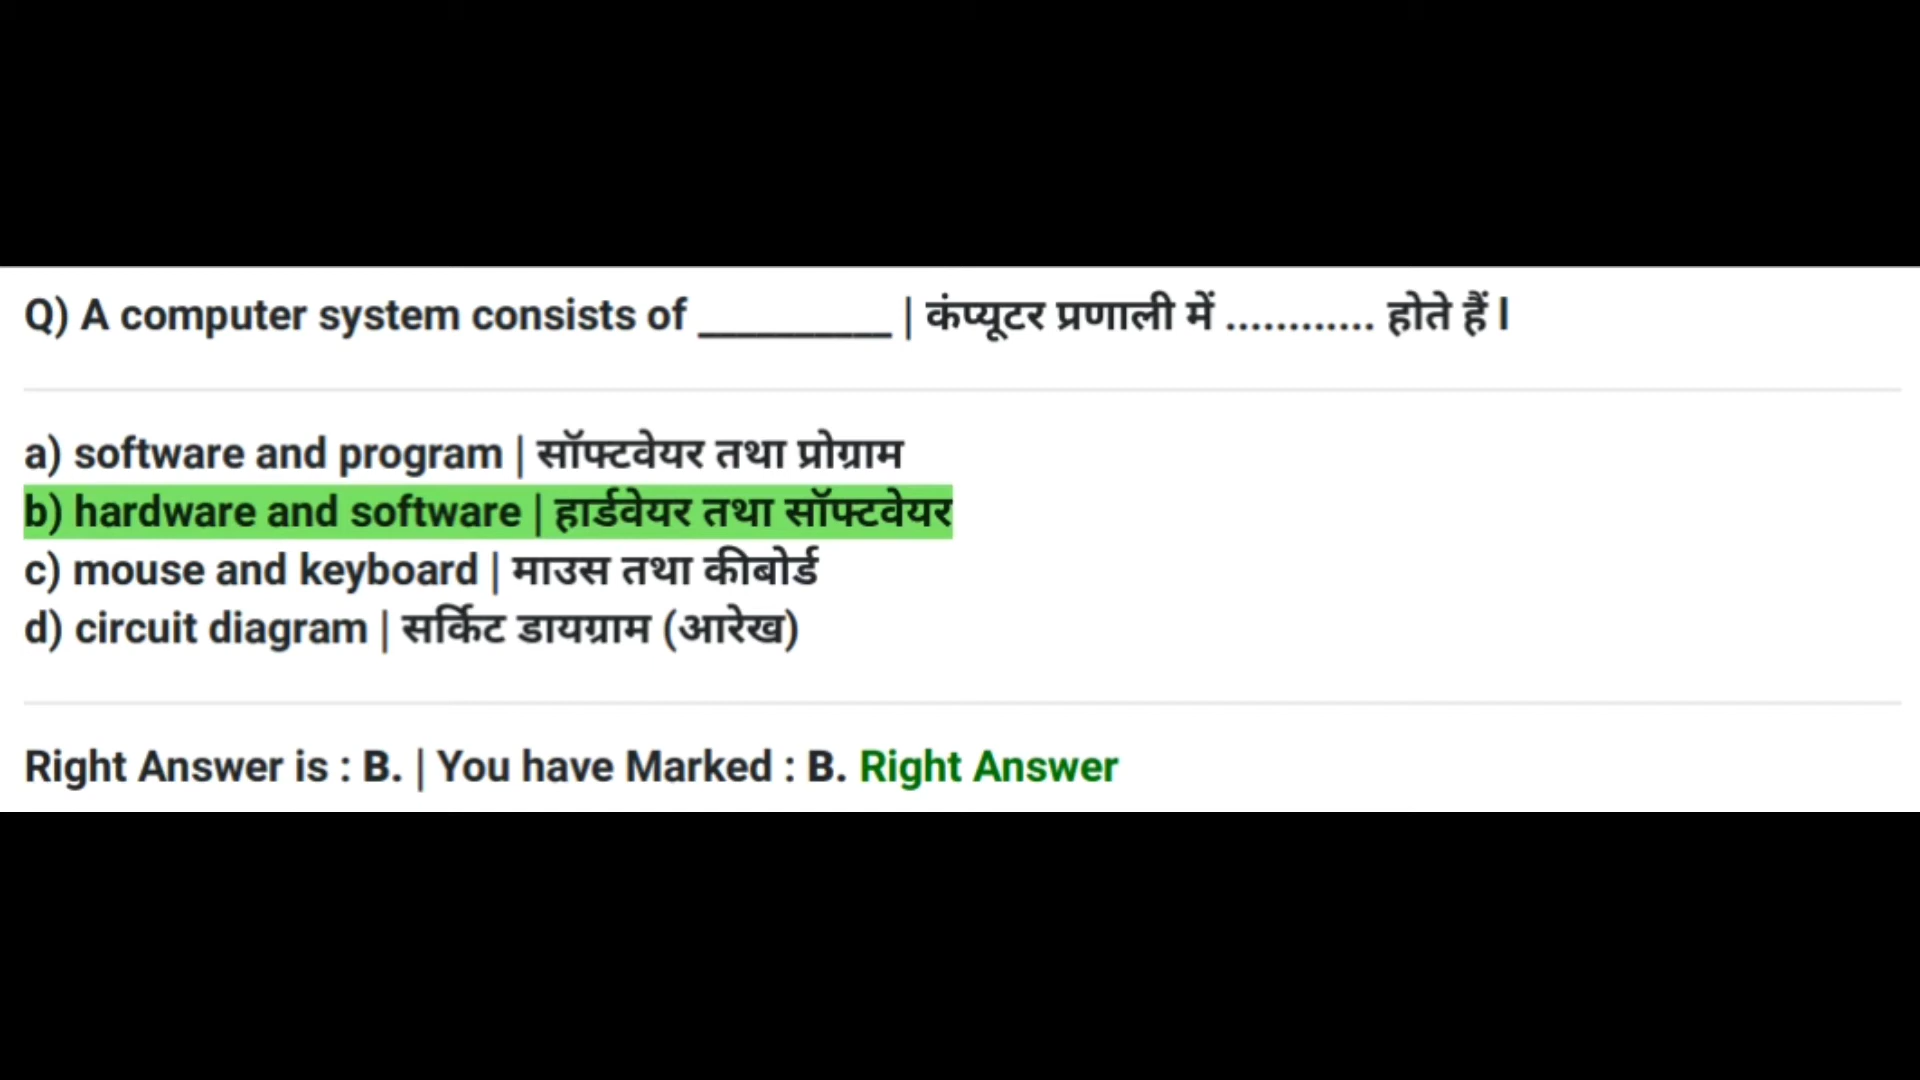 Q) A computer system consists of __________ | कंप्यूटर प्रणाली में ............ होते हैं l
a) software and program | सॉफ्टवेयर तथा प्रोग्राम
b) hardware and software | हार्डवेयर तथा सॉफ्टवेयर
c) mouse and keyboard | माउस तथा कीबोर्ड
d) circuit diagram | सर्किट डायग्राम (आरेख)
Right Answer is : B. | You have Marked : B. Right Answer